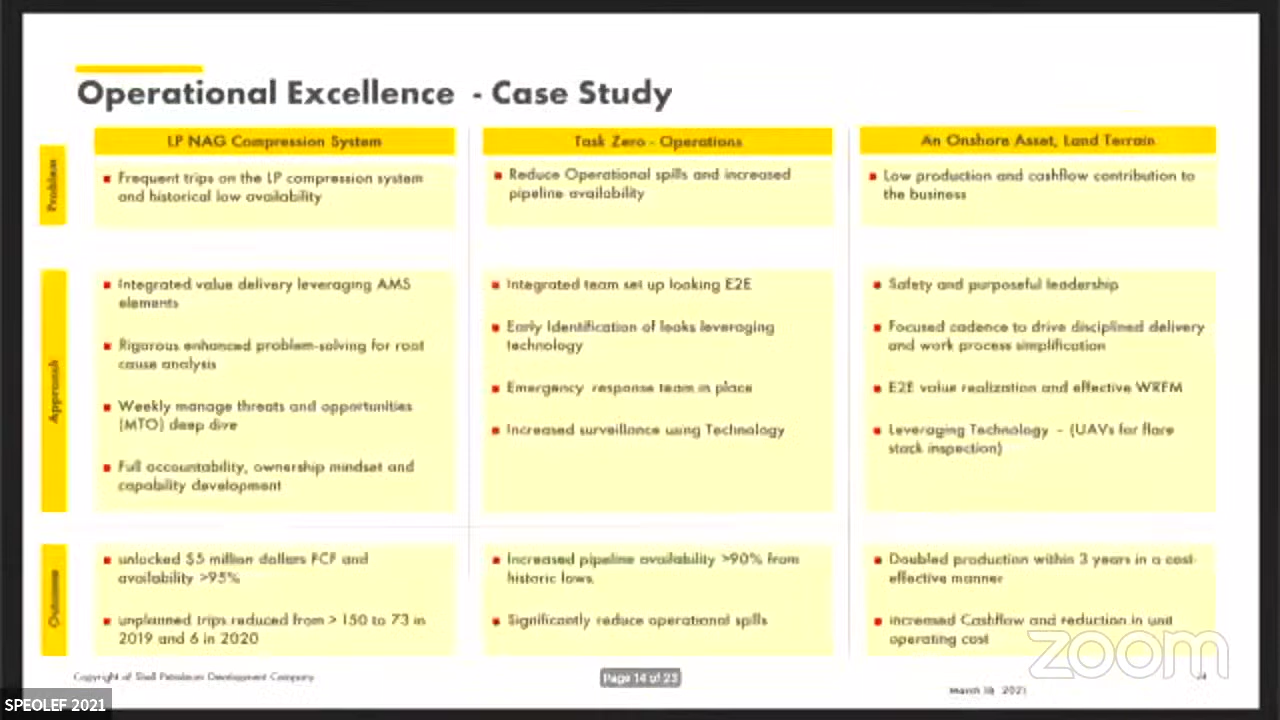 Operational Excellence - Case Study
LP NAG Compression System
Task Zero - Operations
An Onshore Asset, Land Terrain
Problem
Frequent trips on the LP compression system
and historical low availability
Reduce Operational spills and increased
pipeline availability
Low production and cashflow contribution to
the business
Approach
Integrated value delivery leveraging AMS
elements
Rigorous enhanced problem-solving for root
cause analysis
Weekly manage threats and opportunities
(MTO) deep dive
Full accountability, ownership mindset and
capability development
Integrated team set up looking E2E
Early Identification of leaks leveraging
technology
Emergency response team in place
Increased surveillance using Technology
Safety and purposeful leadership
Focused cadence to drive disciplined delivery
and work process simplification
E2E value realization and effective WRFM
Leveraging Technology - (UAVs for flare
stack inspection)
Outcome
unlocked $5 million dollars FCF and
availability >95%
unplanned trips reduced from > 150 to 73 in
2019 and 6 in 2020
Increased pipeline availability >90% from
historic lows.
Significantly reduce operational spills
Doubled production within 3 years in a cost-
effective manner
increased Cashflow and reduction in unit
operating cost
zoom
Copyright of Shell Petroleum Development Company
Page 14 of 23
March 18, 2021
SPEOLEF 2021